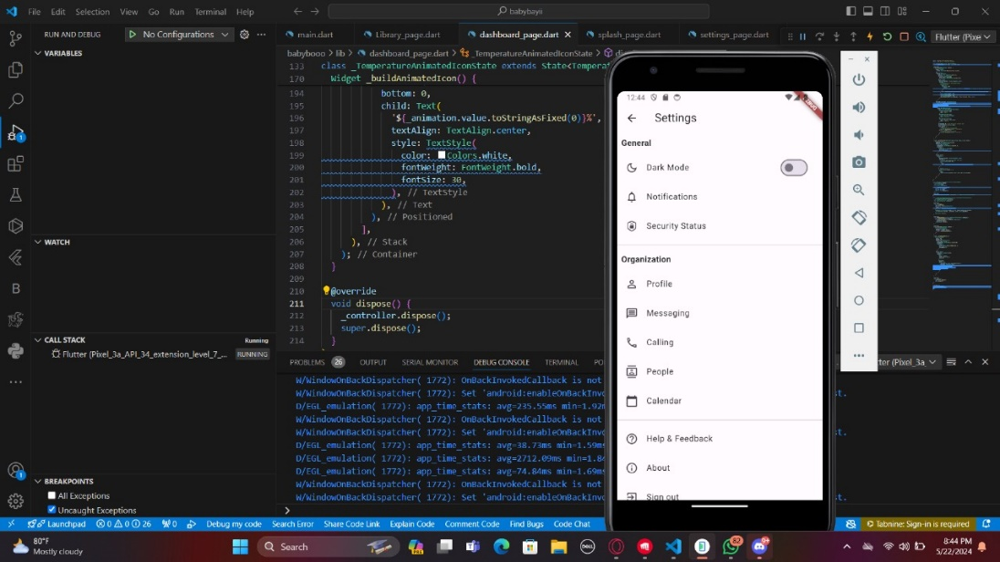 File Edit Selection View Go Run Terminal Help
babybayii
RUN AND DEBUG
No Configurations
main.dart
Library_page.dart
dashboard_page.dart
splash_page.dart
settings_page.dart
Flutter (Pixe
VARIABLES
babybooo > lib > dashboard_page.dart > _TemperatureAnimatedIconState >
133 class _TemperatureAnimatedIconState extends State<Tempera
170 Widget _buildAnimatedIcon() {
194 bottom: 0,
195 child: Text(
196 '${_animation.value.toStringAsFixed(0)}%',
197 textAlign: TextAlign.center,
198 style: TextStyle(
199 color: Colors.white,
200 fontWeight: FontWeight.bold,
201 fontSize: 30,
202 ), // TextStyle
203 ), // Text
204 ), // Positioned
205 ],
206 ), // Stack
207 ); // Container
208 }
209
210 @override
211 void dispose() {
212 _controller.dispose();
213 super.dispose();
214 }
WATCH
CALL STACK
Running
Flutter (Pixel_3a_API_34_extension_level_7_...
RUNNING
BREAKPOINTS
All Exceptions
Uncaught Exceptions
PROBLEMS 26 OUTPUT SERIAL MONITOR DEBUG CONSOLE TERMINAL
tter (Pixel_3a
W/WindowOnBackDispatcher( 1772): OnBackInvokedCallback is not
W/WindowOnBackDispatcher( 1772): Set 'android:enableOnBackInvo
D/EGL_emulation( 1772): app_time_stats: avg=235.55ms min=1.92m
W/WindowOnBackDispatcher( 1772): OnBackInvokedCallback is not
W/WindowOnBackDispatcher( 1772): Set 'android:enableOnBackInvo
D/EGL_emulation( 1772): app_time_stats: avg=38.73ms min=1.59ms
D/EGL_emulation( 1772): app_time_stats: avg=2712.09ms min=1.84
D/EGL_emulation( 1772): app_time_stats: avg=74.84ms min=1.69ms
W/WindowOnBackDispatcher( 1772): OnBackInvokedCallback is not
W/WindowOnBackDispatcher( 1772): Set 'android:enableOnBackInvo
12:44
Settings
General
Dark Mode
Notifications
Security Status
Organization
Profile
Messaging
Calling
People
Calendar
Help & Feedback
About
Sign out
Launchpad 0 0 26 0 Debug my code Search Error Share Code Link Explain Code Comment Code Find Bugs Code Chat
Tabnine: Sign-in is required
80°F
Mostly cloudy
Search
82
8:44 PM
5/22/2024